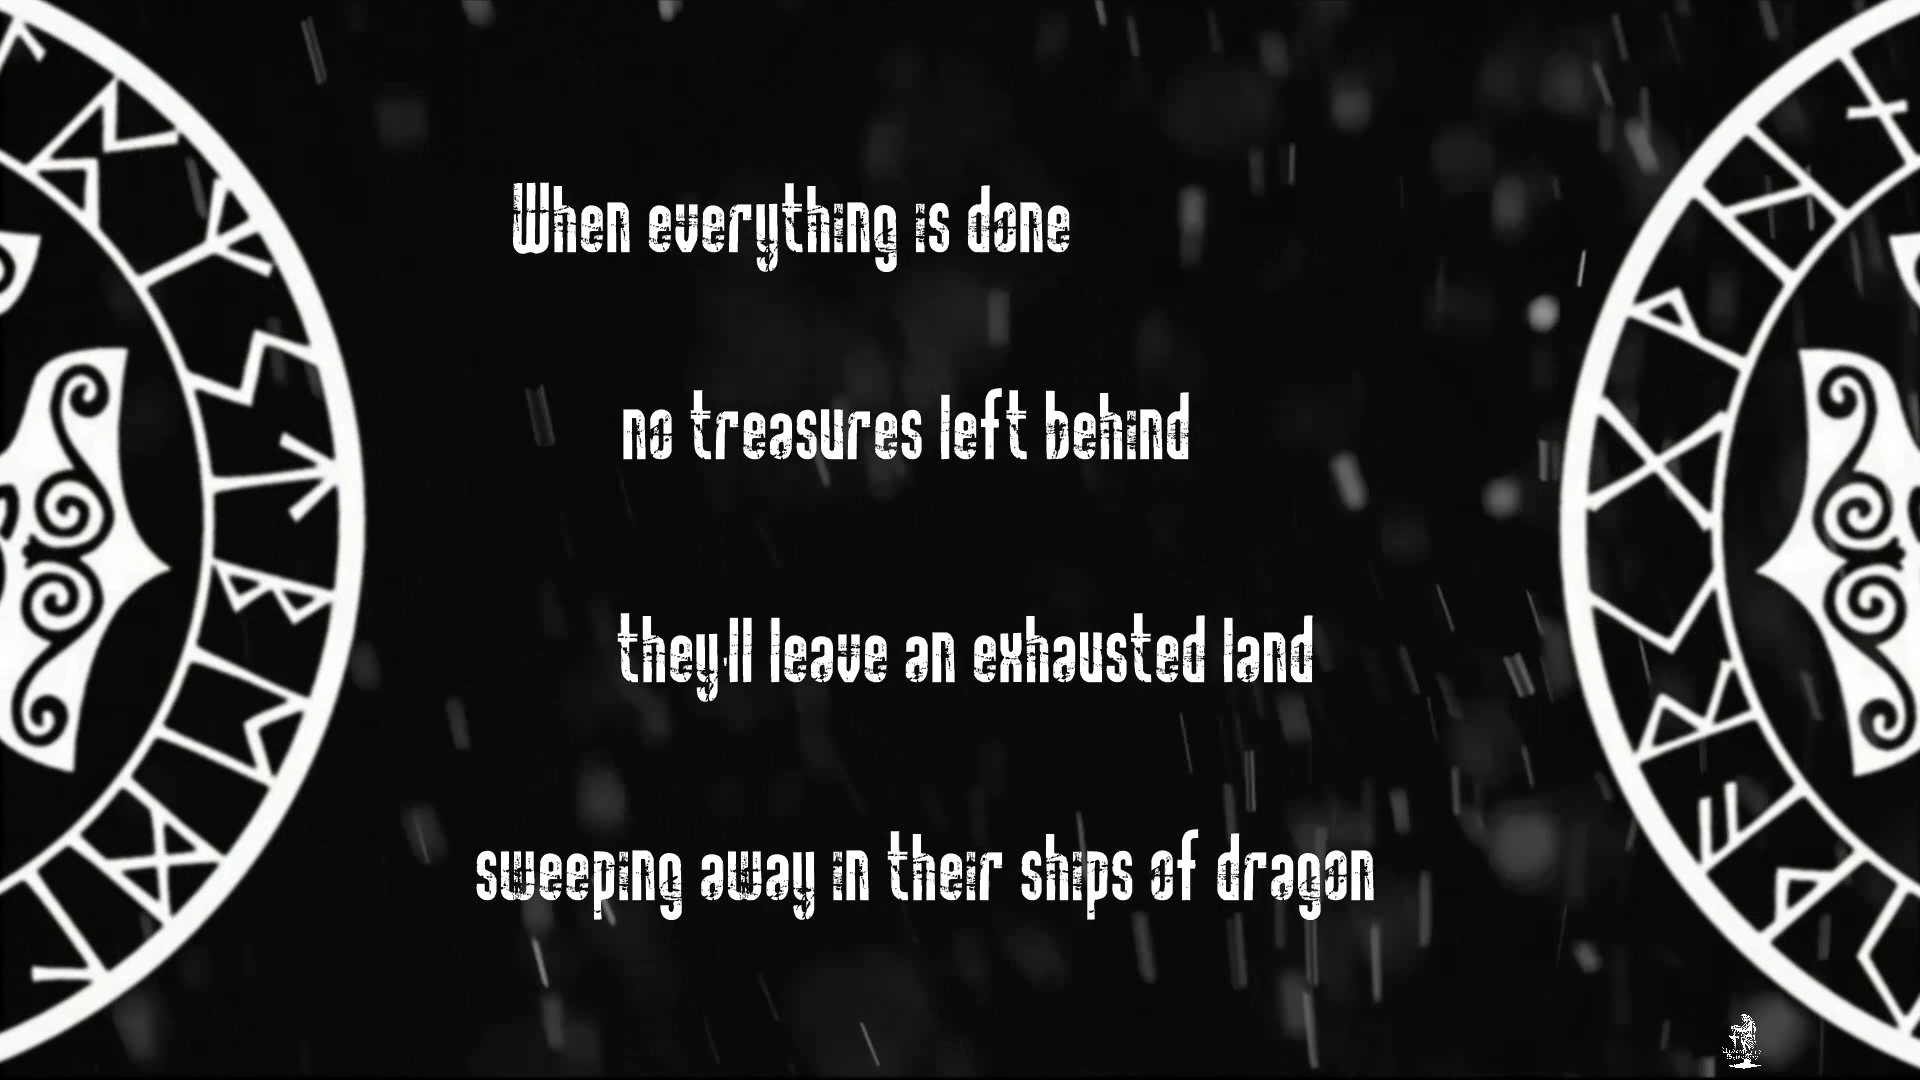 When everything is done
no treasures left behind
they'll leave an exhausted land
sweeping away in their ships of dragon